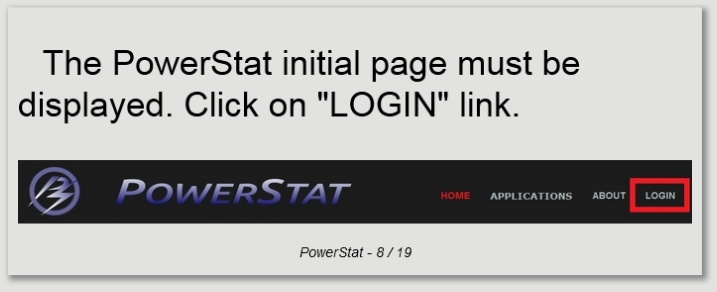 The PowerStat initial page must be
displayed. Click on "LOGIN" link.
POWERSTAT HOME APPLICATIONS ABOUT LOGIN
PowerStat - 8 / 19